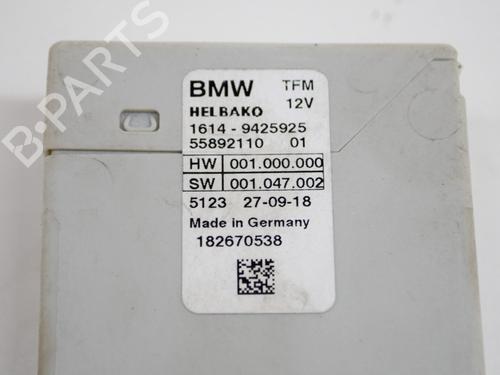 BMW TFM
12V
HELBAKO
1614 - 9425925
55892110 01
HW 001.000.000
SW 001.047.002
5123 27-09-18
Made in Germany
182670538
B-PARTS
B-PARTS